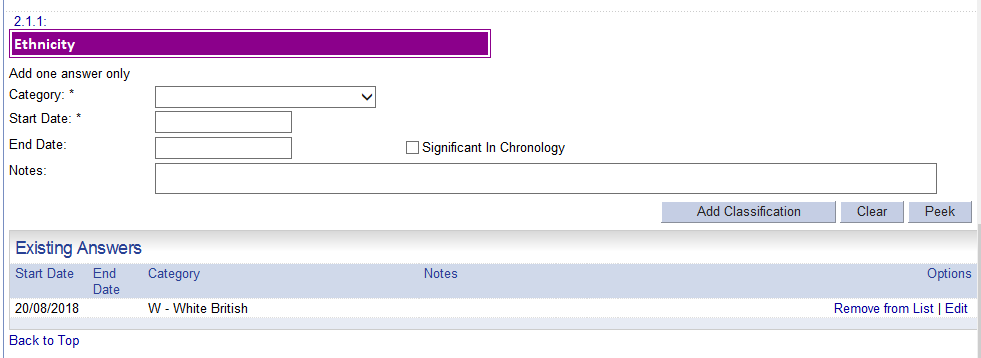 2.1.1:
Ethnicity
Add one answer only
Category: *
Start Date: *
End Date:
Significant In Chronology
Notes:
Add Classification Clear Peek
Existing Answers
Start Date End Date Category Notes Options
20/08/2018 W - White British Remove from List | Edit
Back to Top